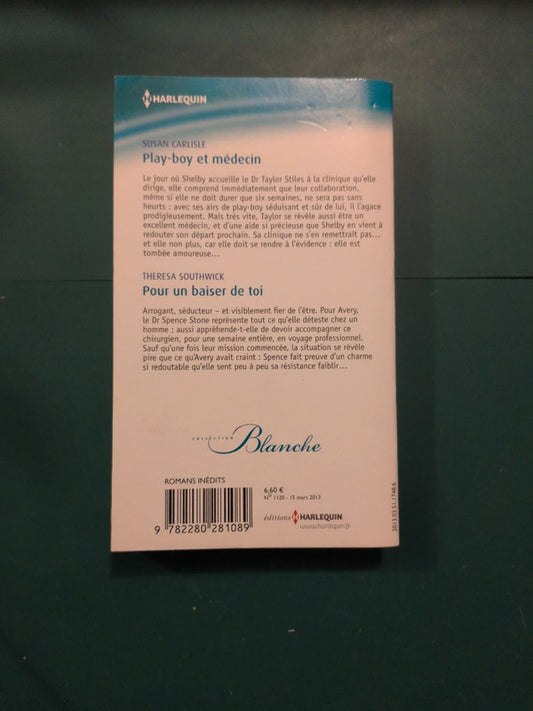 HARLEQUIN
SUSAN CARLISLE
Play-boy et médecin
Le jour où Shelby accueille le Dr Taylor Stiles à la clinique qu'elle
dirige, elle comprend immédiatement que leur collaboration,
même si elle ne doit durer que six semaines, ne sera pas sans
heurts : avec ses airs de play-boy séduisant et sûr de lui, il l'agace
prodigieusement. Mais très vite, Taylor se révèle aussi être un
excellent médecin, et d'une aide si précieuse que Shelby en vient à
redouter son départ prochain. Sa clinique ne s'en remettrait pas...
et elle non plus, car elle doit se rendre à l'évidence : elle est
tombée amoureuse...
THERESA SOUTHWICK
Pour un baiser de toi
Arrogant, séducteur – et visiblement fier de l'être. Pour Avery,
le Dr Spence Stone représente tout ce qu'elle déteste chez un
homme ; aussi appréhende-t-elle de devoir accompagner ce
chirurgien, pour une semaine entière, en voyage professionnel.
Sauf qu'une fois leur mission commencée, la situation se révèle
pire que ce qu'Avery avait craint : Spence fait preuve d'un charme
si redoutable qu'elle sent peu à peu sa résistance faiblir...
COLLECTION
Blanche
ROMANS INÉDITS
6,60 €
N° 1120 - 15 mars 2013
9 782280 281089
éditions HARLEQUIN
www.harlequin.fr
2013.03.51.1748.6